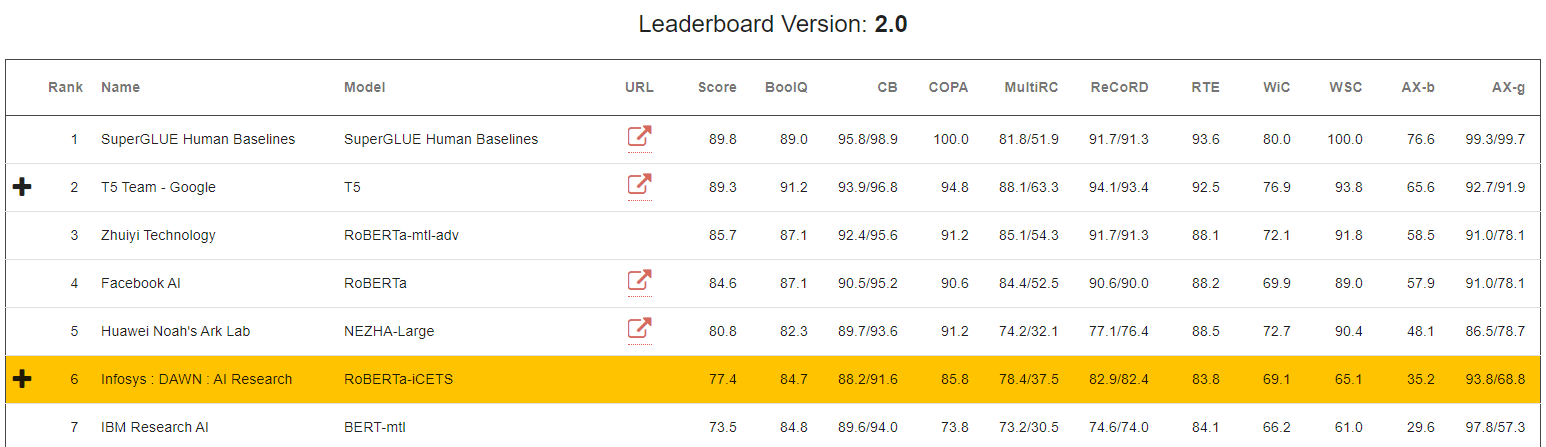 Leaderboard Version: 2.0
Rank Name Model URL Score BoolQ CB COPA MultiRC ReCoRD RTE WiC WSC AX-b AX-g
1 SuperGLUE Human Baselines SuperGLUE Human Baselines 89.8 89.0 95.8/98.9 100.0 81.8/51.9 91.7/91.3 93.6 80.0 100.0 76.6 99.3/99.7
2 T5 Team - Google T5 89.3 91.2 93.9/96.8 94.8 88.1/63.3 94.1/93.4 92.5 76.9 93.8 65.6 92.7/91.9
3 Zhuiyi Technology RoBERTa-mtl-adv 85.7 87.1 92.4/95.6 91.2 85.1/54.3 91.7/91.3 88.1 72.1 91.8 58.5 91.0/78.1
4 Facebook AI RoBERTa 84.6 87.1 90.5/95.2 90.6 84.4/52.5 90.6/90.0 88.2 69.9 89.0 57.9 91.0/78.1
5 Huawei Noah's Ark Lab NEZHA-Large 80.8 82.3 89.7/93.6 91.2 74.2/32.1 77.1/76.4 88.5 72.7 90.4 48.1 86.5/78.7
6 Infosys : DAWN : AI Research RoBERTa-iCETS 77.4 84.7 88.2/91.6 85.8 78.4/37.5 82.9/82.4 83.8 69.1 65.1 35.2 93.8/68.8
7 IBM Research AI BERT-mtl 73.5 84.8 89.6/94.0 73.8 73.2/30.5 74.6/74.0 84.1 66.2 61.0 29.6 97.8/57.3